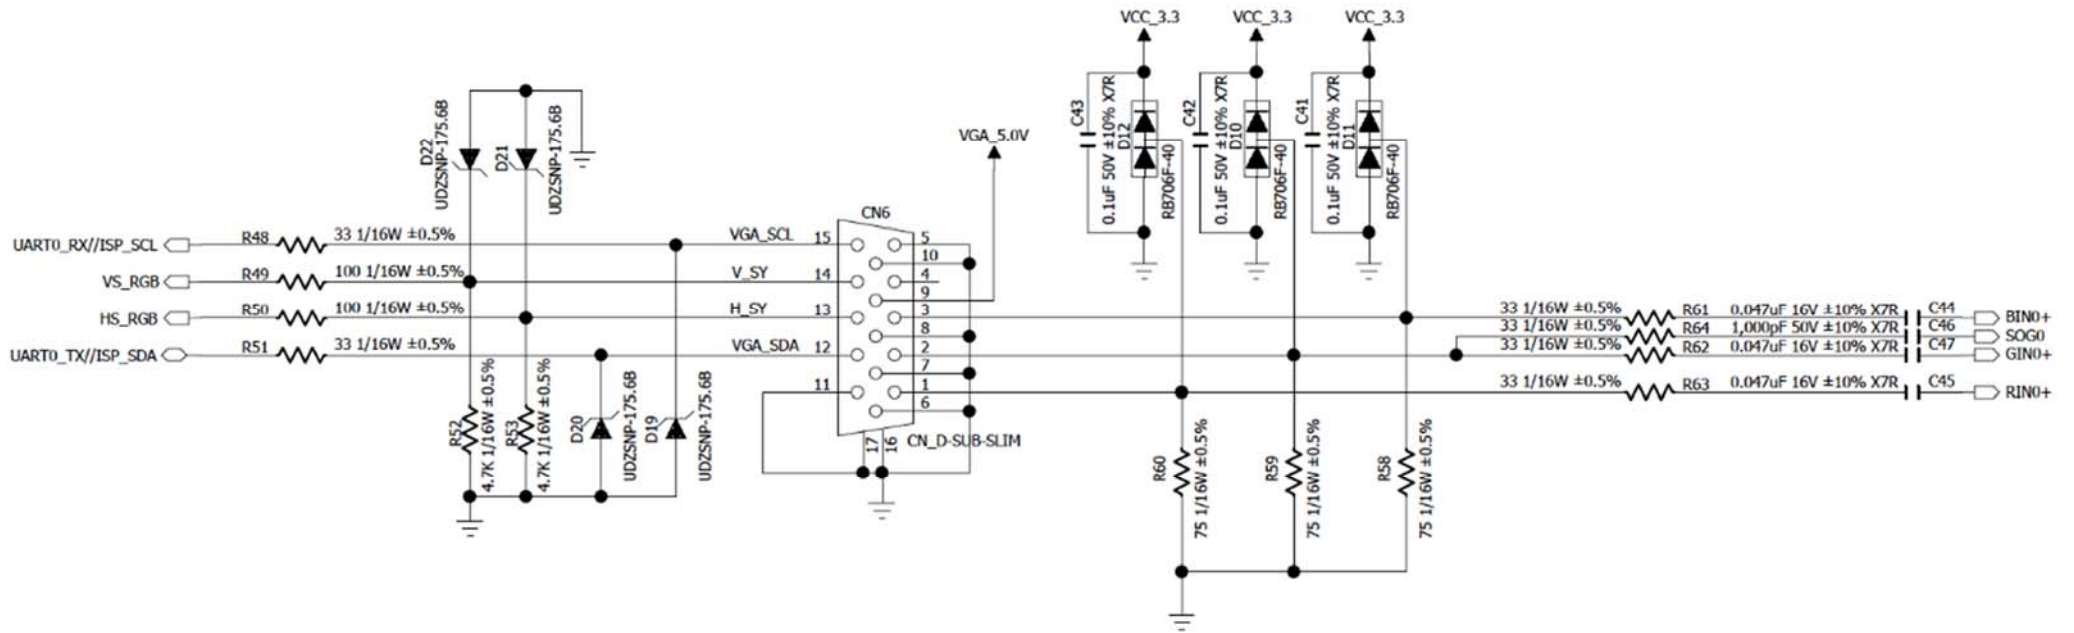 VCC_3.3
VCC_3.3
VCC_3.3
C43
0.1uF 50V ±10% X7R
D12
RB706F-40
C42
0.1uF 50V ±10% X7R
D10
RB706F-40
C41
0.1uF 50V ±10% X7R
D11
RB706F-40
VGA_5.0V
D22
UDZSNP-175.6B
D21
UDZSNP-175.6B
CN6
UART0_RX//ISP_SCL
R48
33 1/16W ±0.5%
VGA_SCL
15
5
10
VS_RGB
R49
100 1/16W ±0.5%
V_SY
14
4
9
HS_RGB
R50
100 1/16W ±0.5%
H_SY
13
3
8
UART0_TX//ISP_SDA
R51
33 1/16W ±0.5%
VGA_SDA
12
2
7
11
1
6
17
16
CN_D-SUB-SLIM
33 1/16W ±0.5%
R61
0.047uF 16V ±10% X7R
C44
BIN0+
33 1/16W ±0.5%
R64
1,000pF 50V ±10% X7R
C46
SOG0
33 1/16W ±0.5%
R62
0.047uF 16V ±10% X7R
C47
GIN0+
33 1/16W ±0.5%
R63
0.047uF 16V ±10% X7R
C45
RIN0+
R52
4.7K 1/16W ±0.5%
R53
4.7K 1/16W ±0.5%
D20
UDZSNP-175.6B
D19
UDZSNP-175.6B
R60
75 1/16W ±0.5%
R59
75 1/16W ±0.5%
R58
75 1/16W ±0.5%